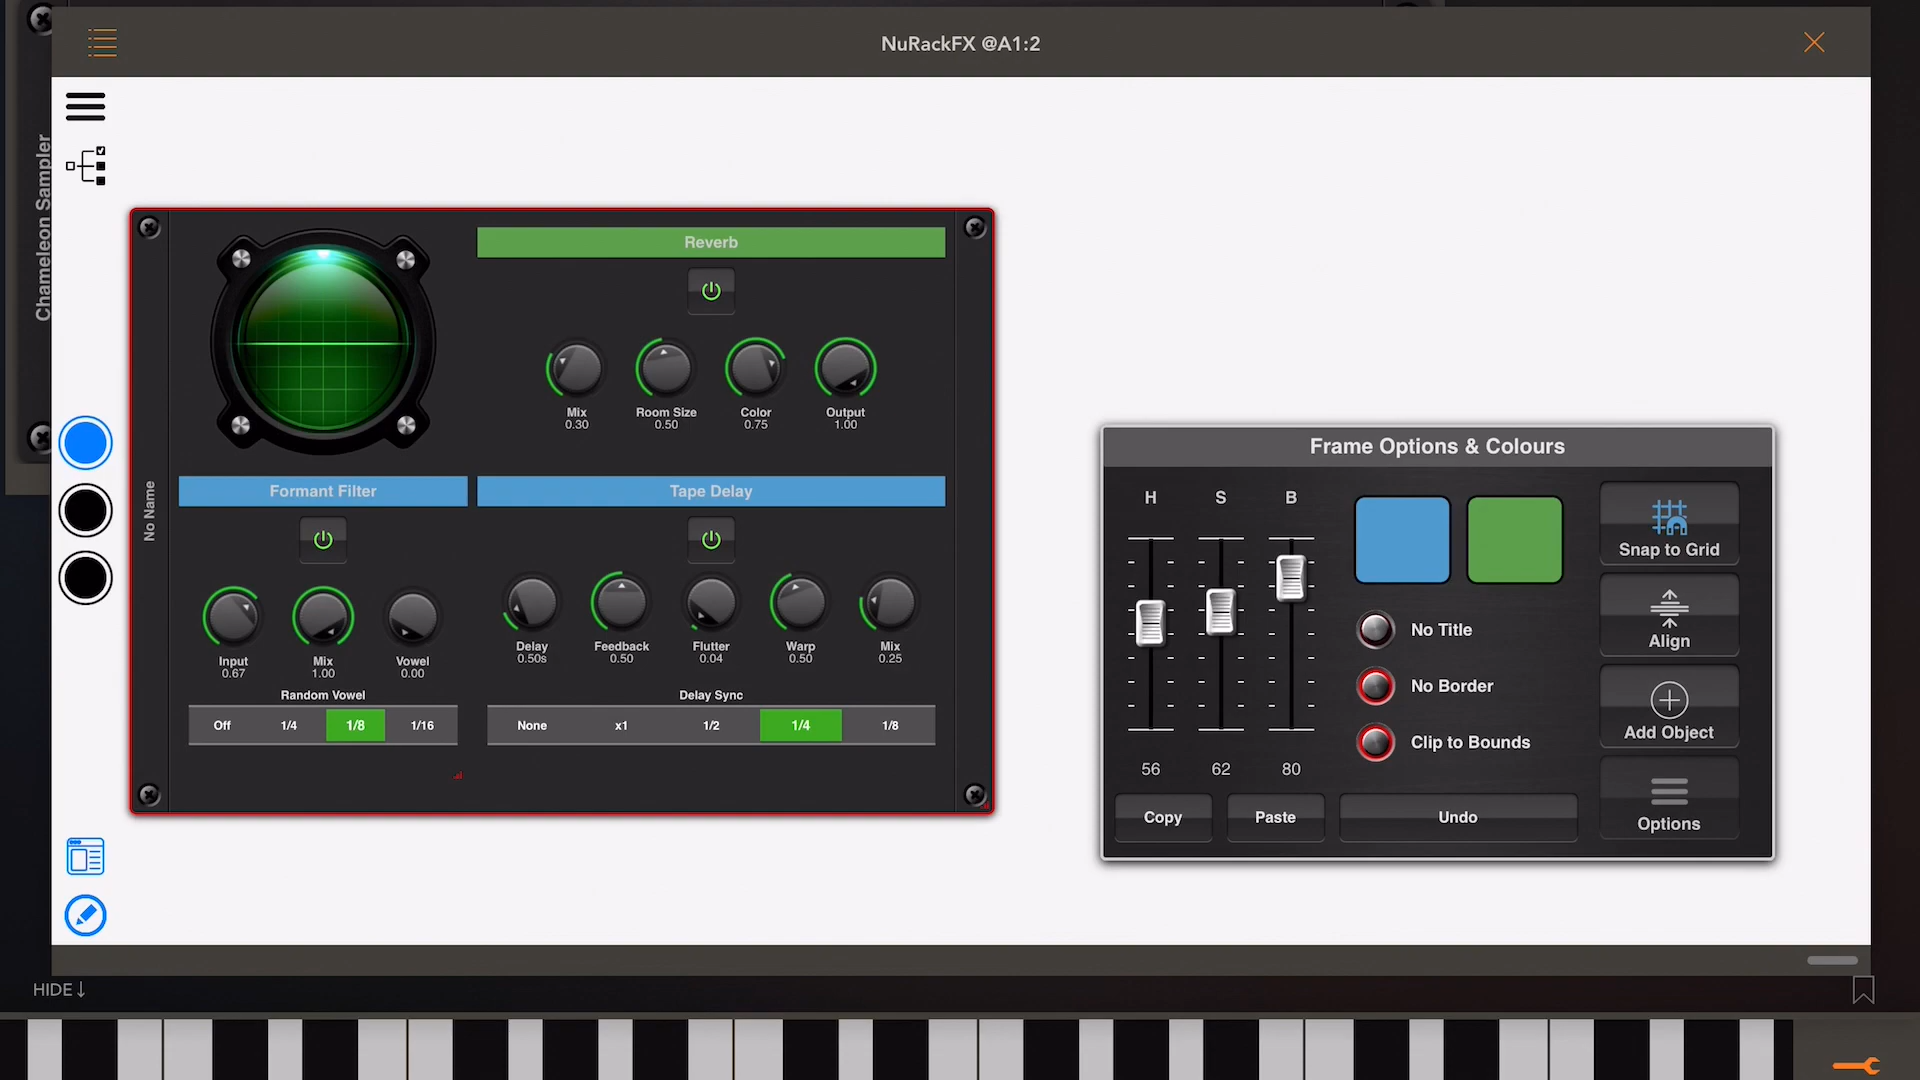 NuRackFX @A1:2
Chameleon Sampler
Reverb
Mix
0.30
Room Size
0.50
Color
0.75
Output
1.00
No Name
Formant Filter
Input
0.67
Mix
1.00
Vowel
0.00
Random Vowel
Off
1/4
1/8
1/16
Tape Delay
Delay
0.50s
Feedback
0.50
Flutter
0.04
Warp
0.50
Mix
0.25
Delay Sync
None
x1
1/2
1/4
1/8
Frame Options & Colours
H
S
B
56
62
80
No Title
No Border
Clip to Bounds
Snap to Grid
Align
Add Object
Options
Copy
Paste
Undo
HIDE↓